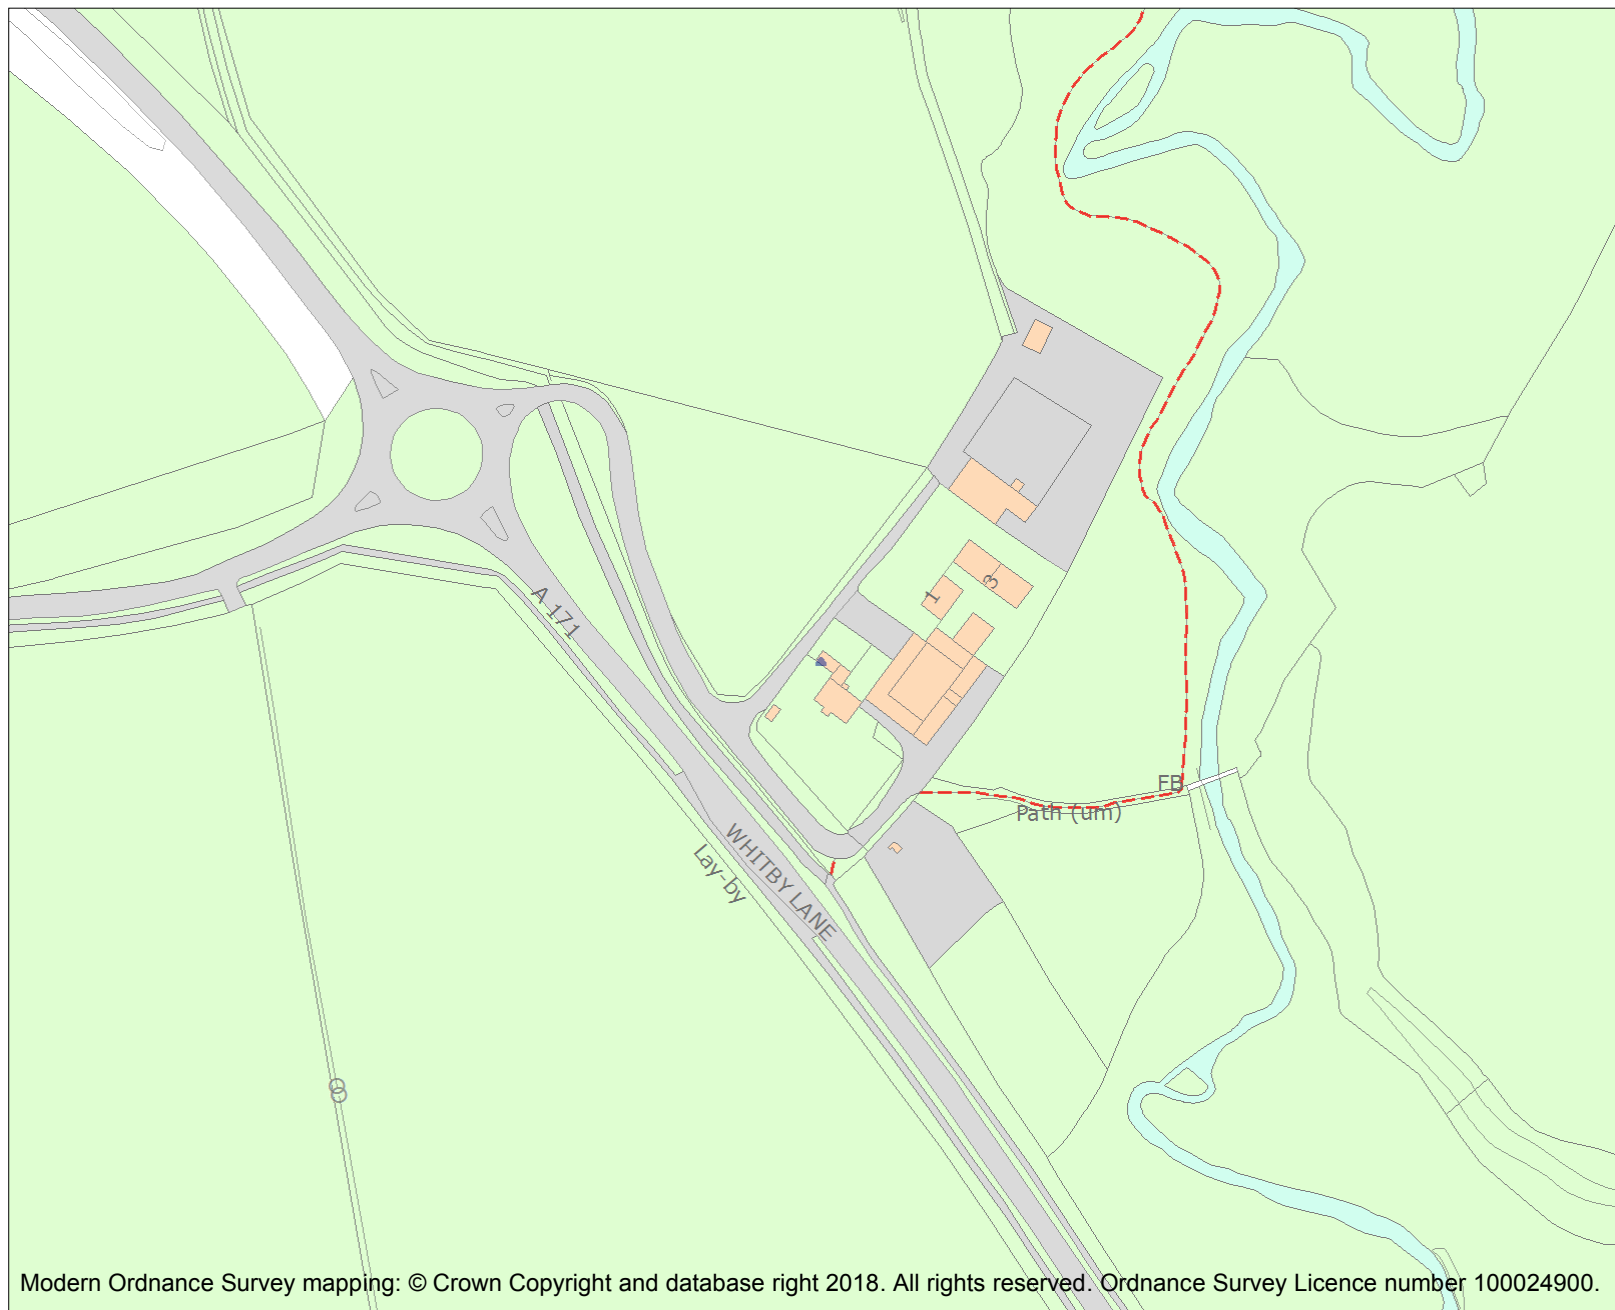 A 171
3
1
FB
Path (um)
WHITBY LANE
Lay-by
Modern Ordnance Survey mapping: © Crown Copyright and database right 2018. All rights reserved. Ordnance Survey Licence number 100024900.